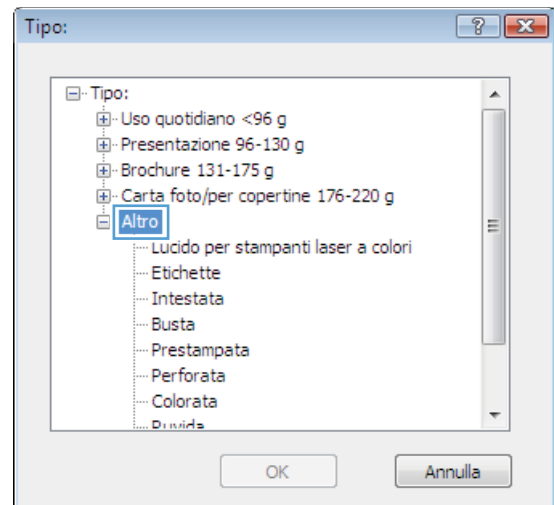 Tipo:
Tipo:
Uso quotidiano <96 g
Presentazione 96-130 g
Brochure 131-175 g
Carta foto/per copertine 176-220 g
Altro
Lucido per stampanti laser a colori
Etichette
Intestata
Busta
Prestampata
Perforata
Colorata
Ruvida
OK Annulla